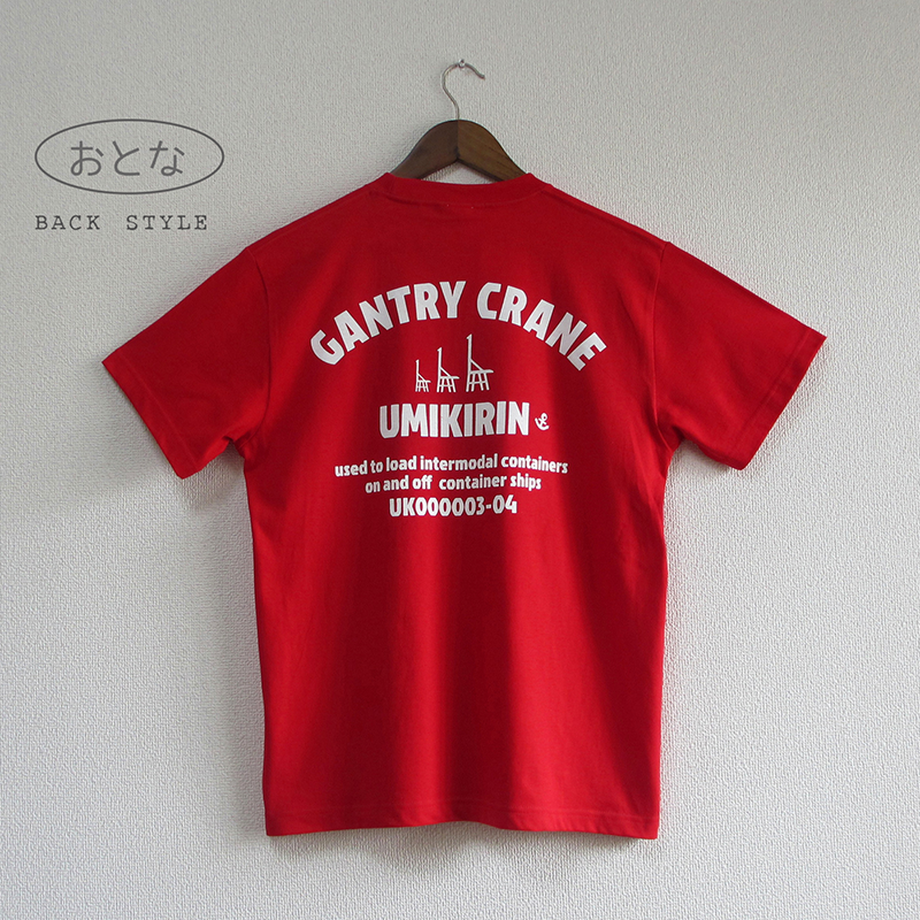 おとな
BACK STYLE
GANTRY CRANE
UMIKIRIN
used to load intermodal containers
on and off container ships
UK000003-04